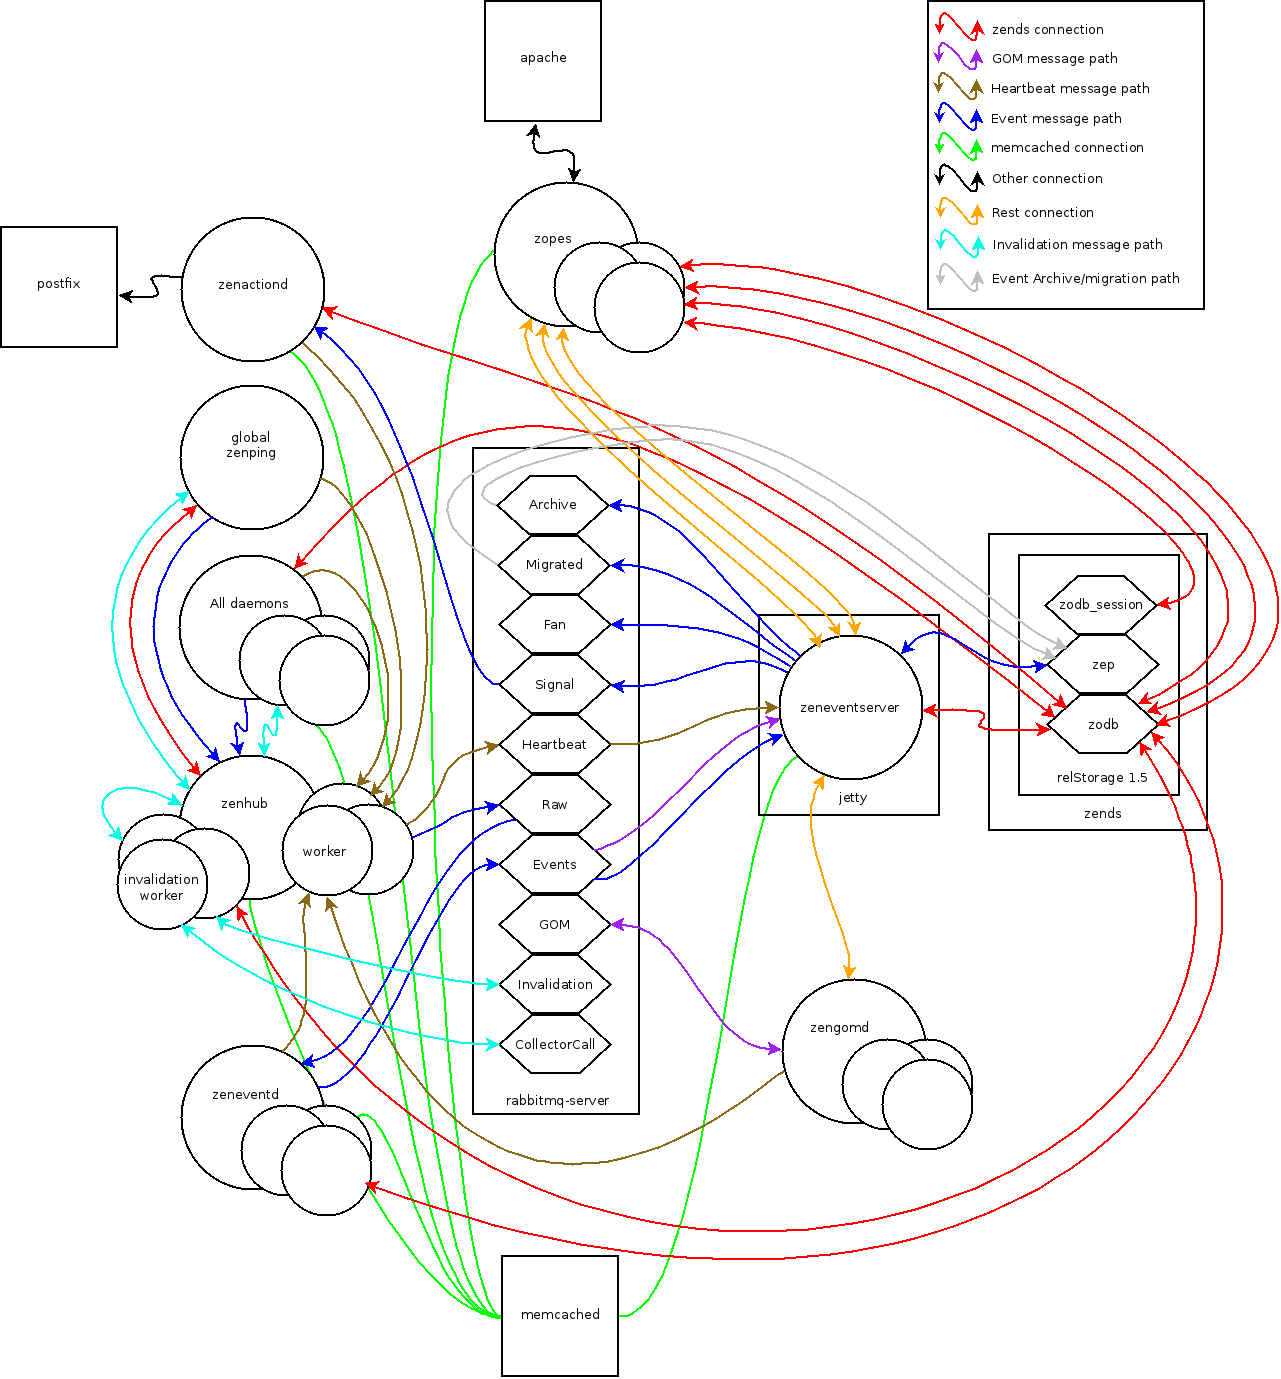 apache
zends connection
GOM message path
Heartbeat message path
Event message path
memcached connection
Other connection
Rest connection
Invalidation message path
Event Archive/migration path
zopes
postfix
zenactiond
global
zenping
All daemons
zenhub
worker
invalidation
worker
zeneventd
Archive
Migrated
Fan
Signal
Heartbeat
Raw
Events
GOM
Invalidation
CollectorCall
rabbitmq-server
zeneventserver
jetty
zodb_session
zep
zodb
relStorage 1.5
zends
zengomd
memcached